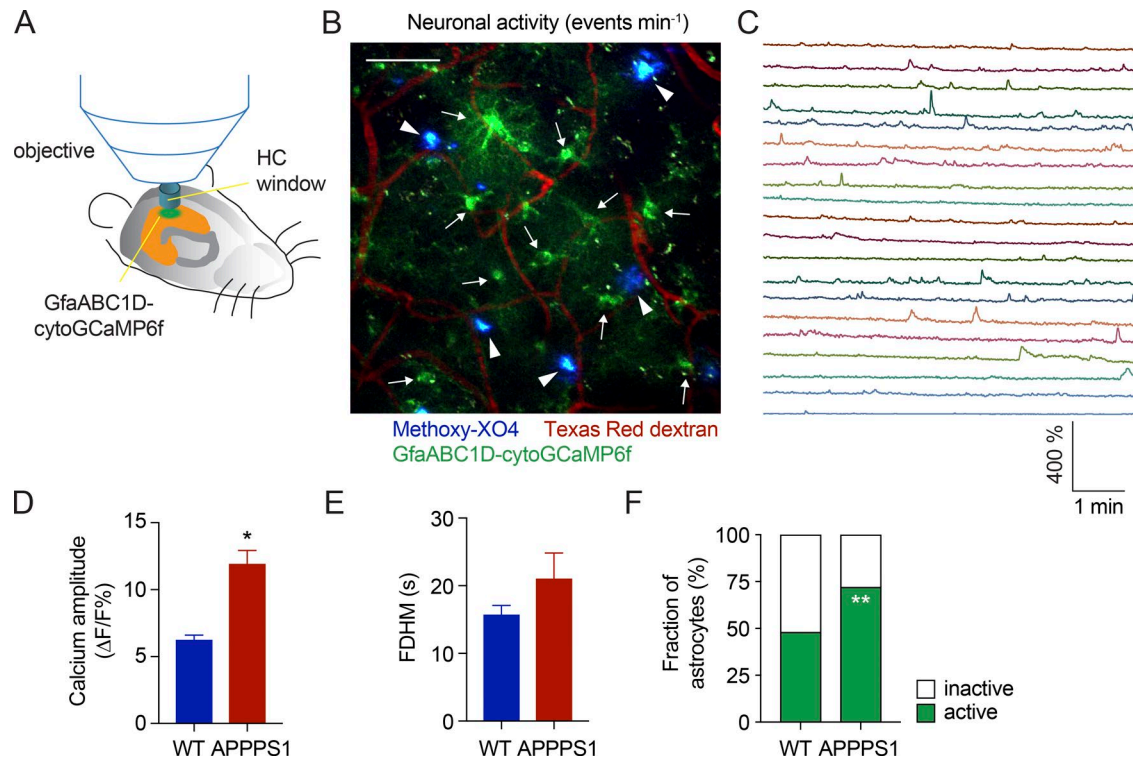 A
objective
HC
window
GfaABC1D-
cytoGCaMP6f
B
Neuronal activity (events min⁻¹)
Methoxy-XO4 Texas Red dextran
GfaABC1D-cytoGCaMP6f
C
400 %
1 min
D
Calcium amplitude
(ΔF/F%)
15
10
5
0
*
WT APPPS1
E
FDHM (s)
30
20
10
0
WT APPPS1
F
Fraction of
astrocytes (%)
100
75
50
25
0
**
WT APPPS1
inactive
active